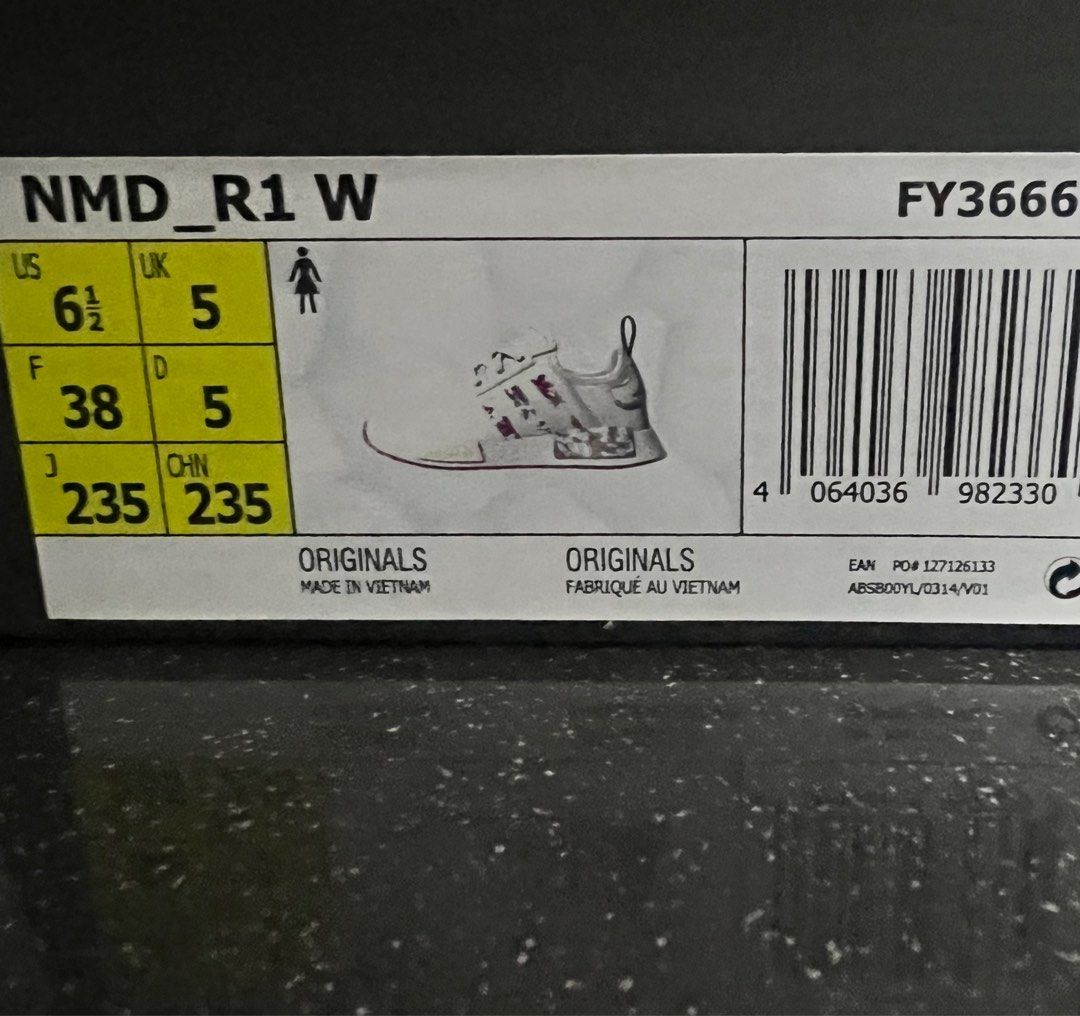 NMD_R1 W FY3666
US 6½ UK 5
F 38 D 5
J 235 CHN 235
4 064036 982330
ORIGINALS ORIGINALS
MADE IN VIETNAM FABRIQUÉ AU VIETNAM
EAN PO# 127126133
ABSB00YL/0314/V01